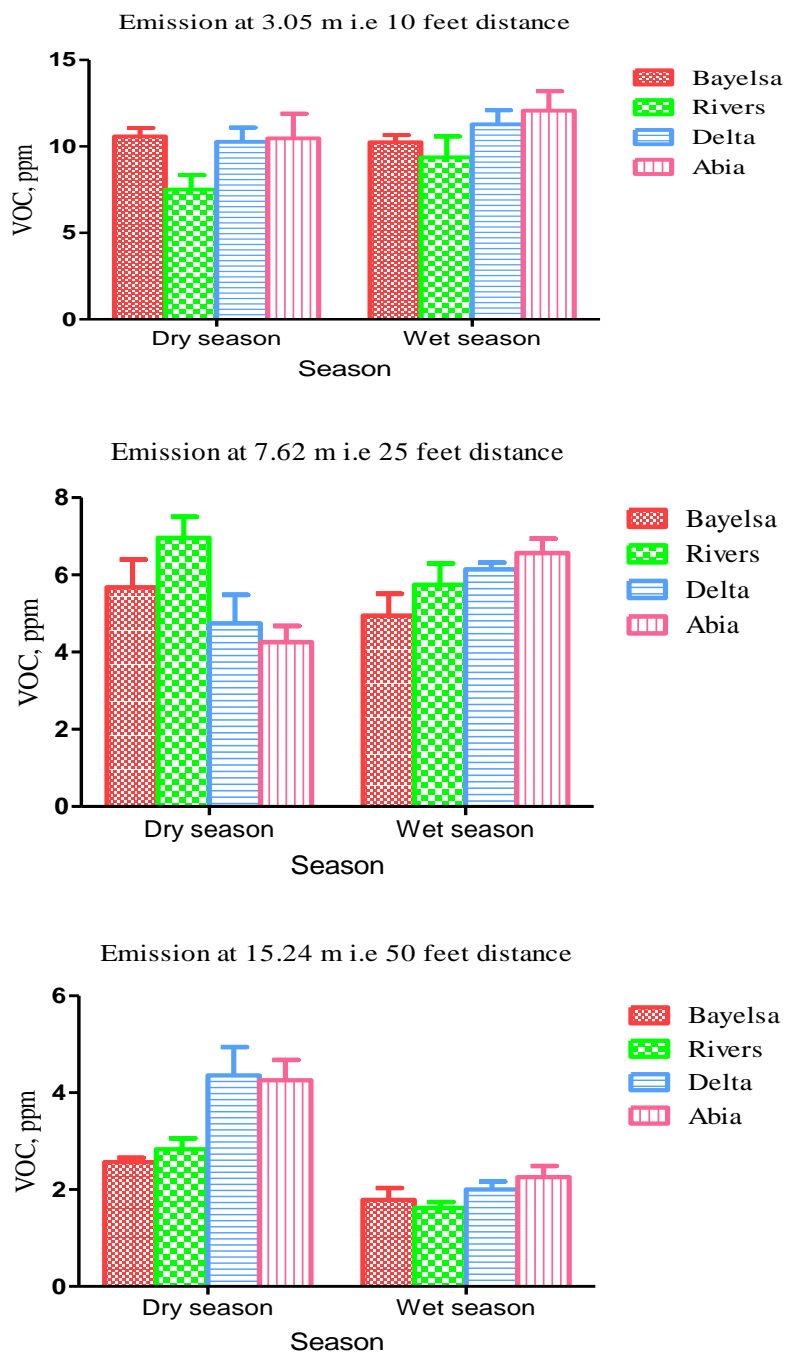 Emission at 3.05 m i.e 10 feet distance
15
10
5
0
VOC, ppm
Dry season
Wet season
Season
Bayelsa
Rivers
Delta
Abia
Emission at 7.62 m i.e 25 feet distance
8
6
4
2
0
VOC, ppm
Dry season
Wet season
Season
Bayelsa
Rivers
Delta
Abia
Emission at 15.24 m i.e 50 feet distance
6
4
2
0
VOC, ppm
Dry season
Wet season
Season
Bayelsa
Rivers
Delta
Abia